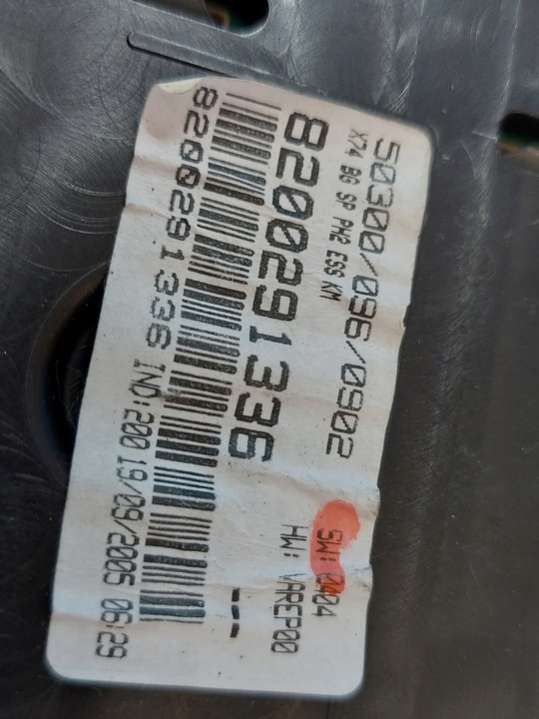 50300/096/0902
X74 BG SP PH2 ESS KM
SW: 0404
HW: VAREP00
8200291336
8200291336 IND:200 19/09/2005 06:29